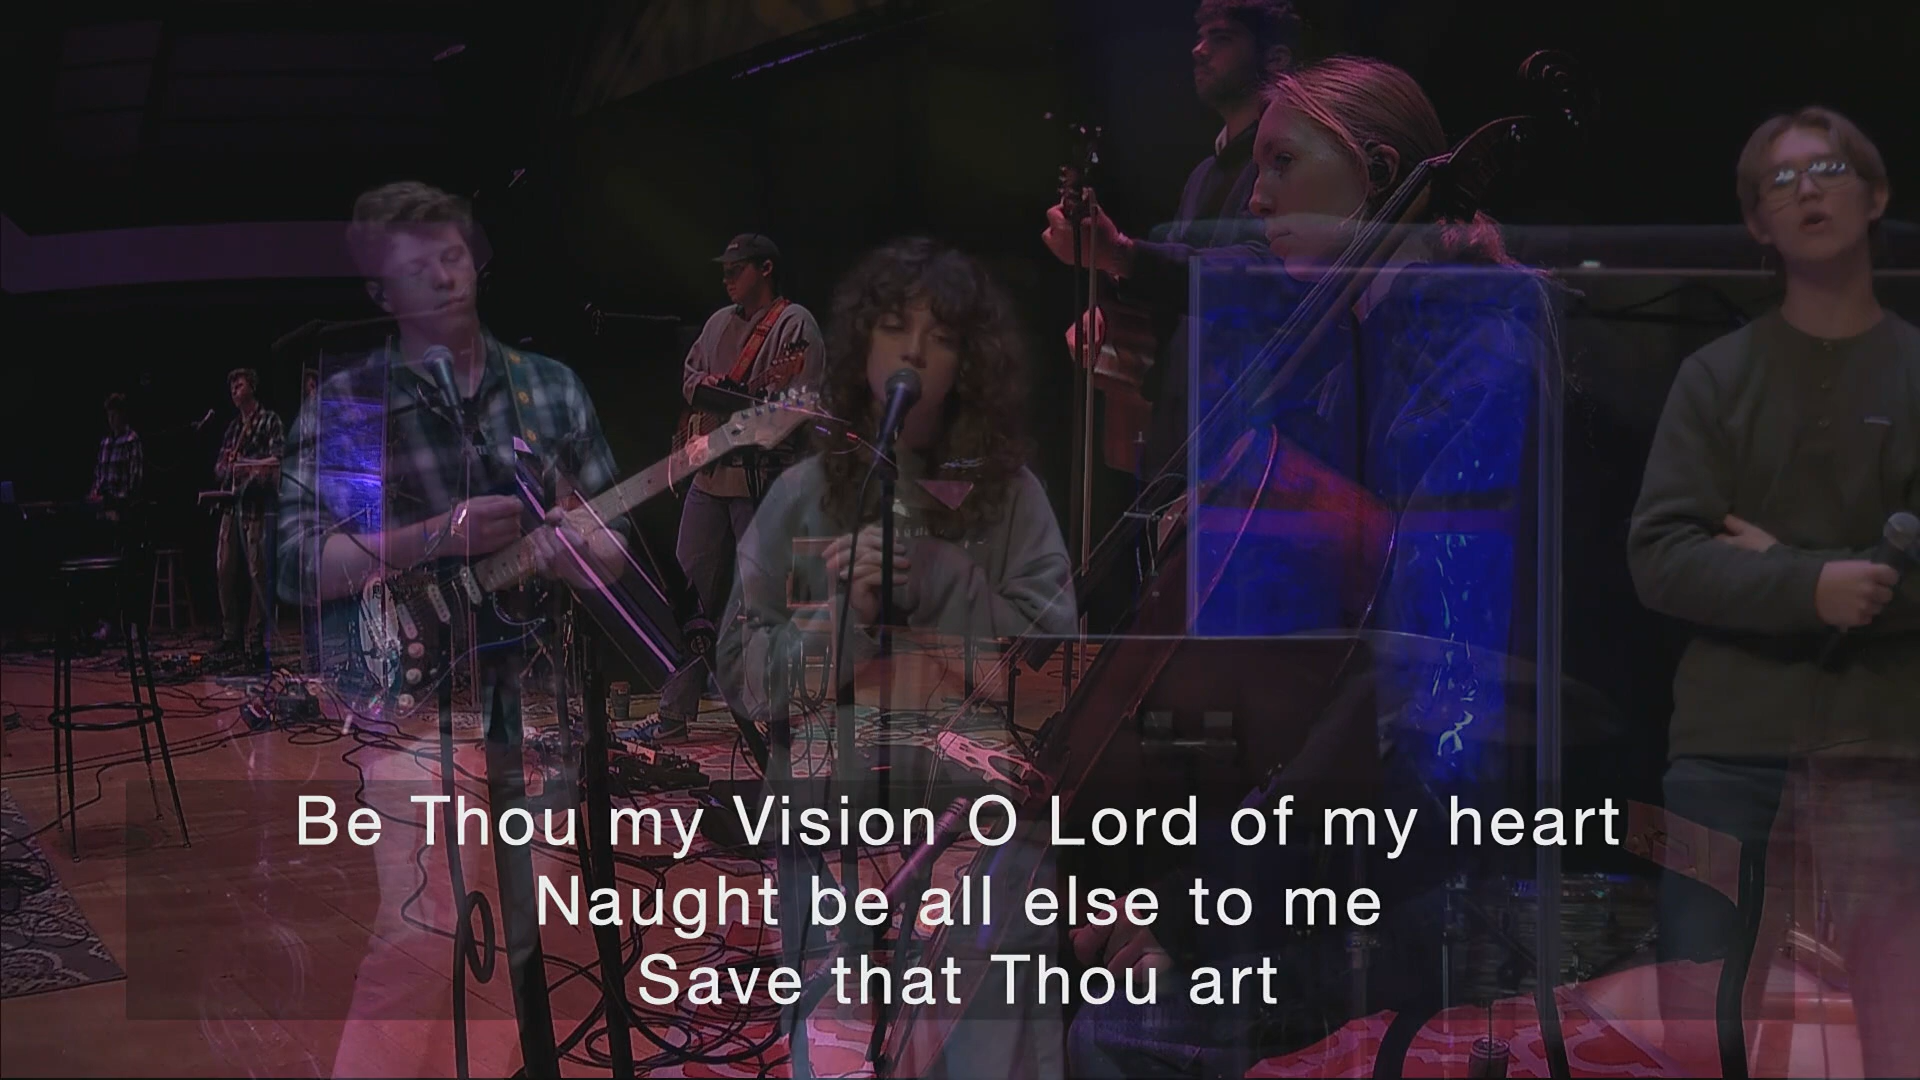 Be Thou my Vision O Lord of my heart
Naught be all else to me
Save that Thou art